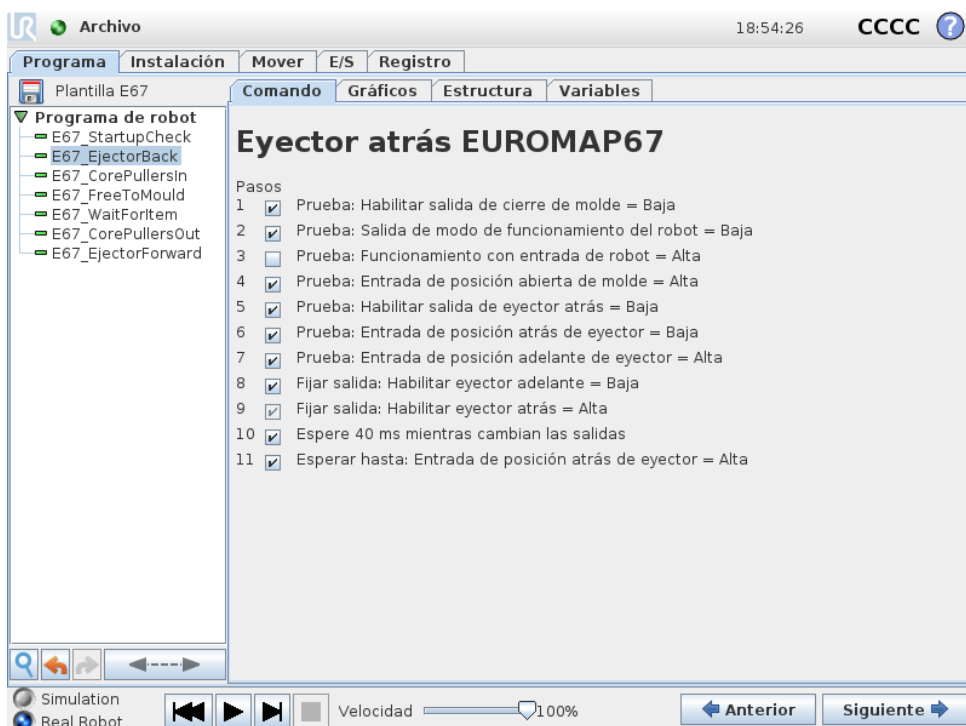 UR Archivo 18:54:26 CCCC ?
Programa Instalación Mover E/S Registro
Plantilla E67 Comando Gráficos Estructura Variables
Programa de robot
E67_StartupCheck
E67_EjectorBack
E67_CorePullersIn
E67_FreeToMould
E67_WaitForItem
E67_CorePullersOut
E67_EjectorForward
Eyector atrás EUROMAP67
Pasos
1 Prueba: Habilitar salida de cierre de molde = Baja
2 Prueba: Salida de modo de funcionamiento del robot = Baja
3 Prueba: Funcionamiento con entrada de robot = Alta
4 Prueba: Entrada de posición abierta de molde = Alta
5 Prueba: Habilitar salida de eyector atrás = Baja
6 Prueba: Entrada de posición atrás de eyector = Baja
7 Prueba: Entrada de posición adelante de eyector = Alta
8 Fijar salida: Habilitar eyector adelante = Baja
9 Fijar salida: Habilitar eyector atrás = Alta
10 Espere 40 ms mientras cambian las salidas
11 Esperar hasta: Entrada de posición atrás de eyector = Alta
Simulation
Real Robot
Velocidad 100% Anterior Siguiente